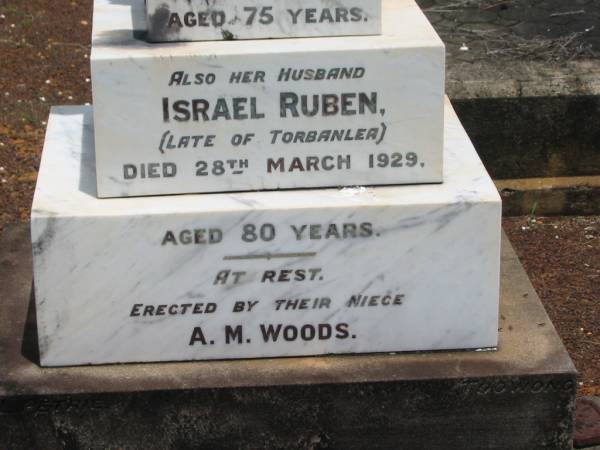 AGED 75 YEARS.
ALSO HER HUSBAND
ISRAEL RUBEN,
(LATE OF TORBANLEA)
DIED 28TH MARCH 1929.
AGED 80 YEARS.
AT REST.
ERECTED BY THEIR NIECE
A. M. WOODS.
TOOWONG